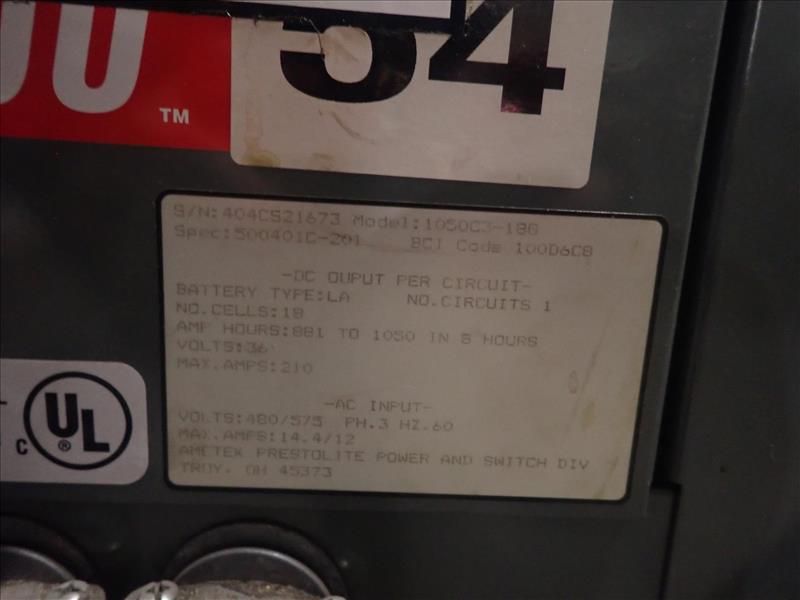 54
00
TM
S/N:404CS21673 Model:1050C3-18G
Spec:500401C-201 BCI Code 100D6C8
-DC OUPUT PER CIRCUIT-
BATTERY TYPE:LA NO.CIRCUITS 1
NO.CELLS:18
AMP HOURS:881 TO 1050 IN 8 HOURS
VOLTS:36
MAX.AMPS:210
-AC INPUT-
VOLTS:480/575 PH.3 HZ.60
MAX.AMPS:14.4/12
AMETEK PRESTOLITE POWER AND SWITCH DIV
TROY, OH 45373
C UL ®